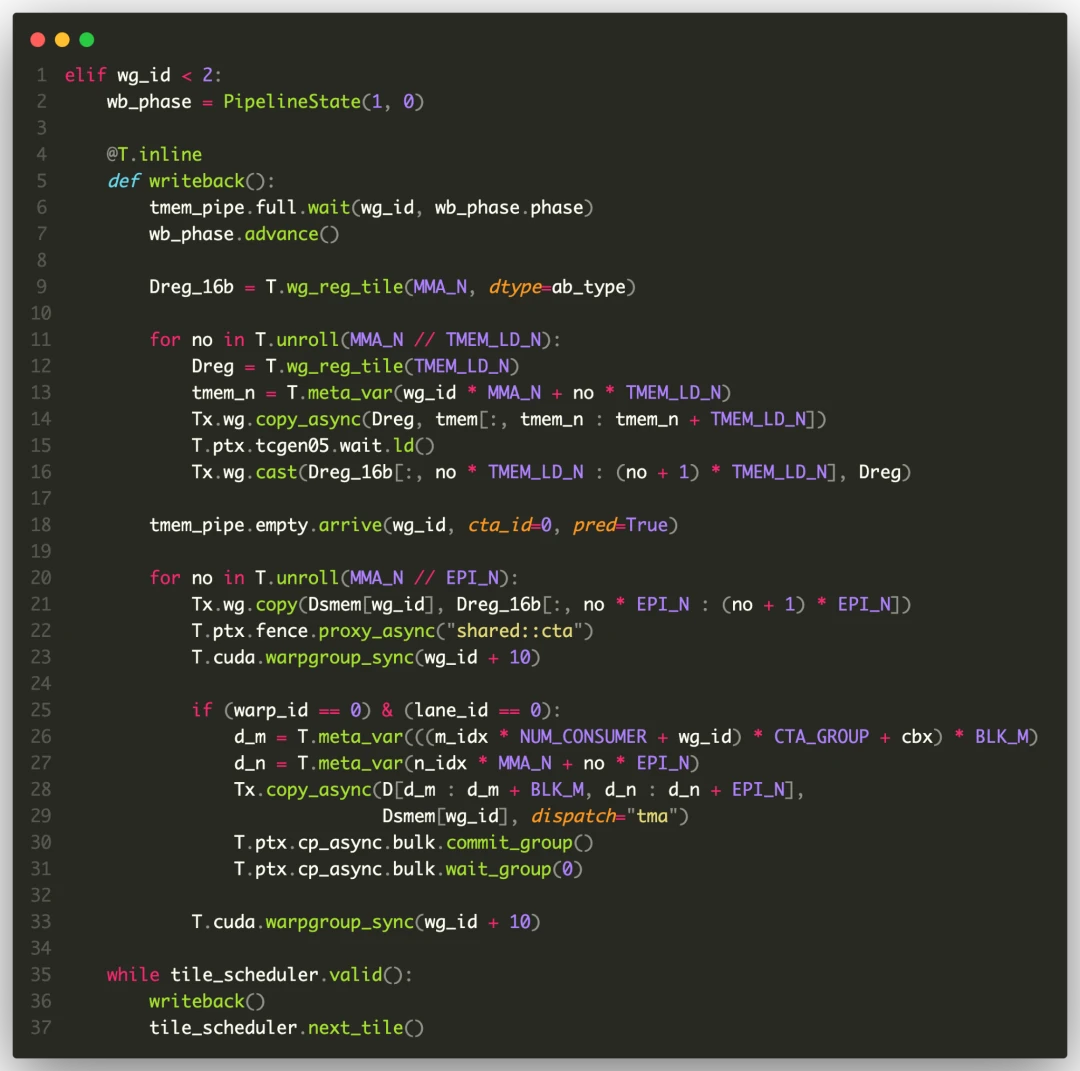 1 elif wg_id < 2:
2     wb_phase = PipelineState(1, 0)
3
4     @T.inline
5     def writeback():
6         tmem_pipe.full.wait(wg_id, wb_phase.phase)
7         wb_phase.advance()
8
9         Dreg_16b = T.wg_reg_tile(MMA_N, dtype=ab_type)
10
11         for no in T.unroll(MMA_N // TMEM_LD_N):
12             Dreg = T.wg_reg_tile(TMEM_LD_N)
13             tmem_n = T.meta_var(wg_id * MMA_N + no * TMEM_LD_N)
14             Tx.wg.copy_async(Dreg, tmem[:, tmem_n : tmem_n + TMEM_LD_N])
15             T.ptx.tcgen05.wait.ld()
16             Tx.wg.cast(Dreg_16b[:, no * TMEM_LD_N : (no + 1) * TMEM_LD_N], Dreg)
17
18         tmem_pipe.empty.arrive(wg_id, cta_id=0, pred=True)
19
20         for no in T.unroll(MMA_N // EPI_N):
21             Tx.wg.copy(Dsmem[wg_id], Dreg_16b[:, no * EPI_N : (no + 1) * EPI_N])
22             T.ptx.fence.proxy_async("shared::cta")
23             T.cuda.warpgroup_sync(wg_id + 10)
24
25             if (warp_id == 0) & (lane_id == 0):
26                 d_m = T.meta_var(((m_idx * NUM_CONSUMER + wg_id) * CTA_GROUP + cbx) * BLK_M)
27                 d_n = T.meta_var(n_idx * MMA_N + no * EPI_N)
28                 Tx.copy_async(D[d_m : d_m + BLK_M, d_n : d_n + EPI_N],
29                               Dsmem[wg_id], dispatch="tma")
30                 T.ptx.cp_async.bulk.commit_group()
31                 T.ptx.cp_async.bulk.wait_group(0)
32
33             T.cuda.warpgroup_sync(wg_id + 10)
34
35     while tile_scheduler.valid():
36         writeback()
37         tile_scheduler.next_tile()